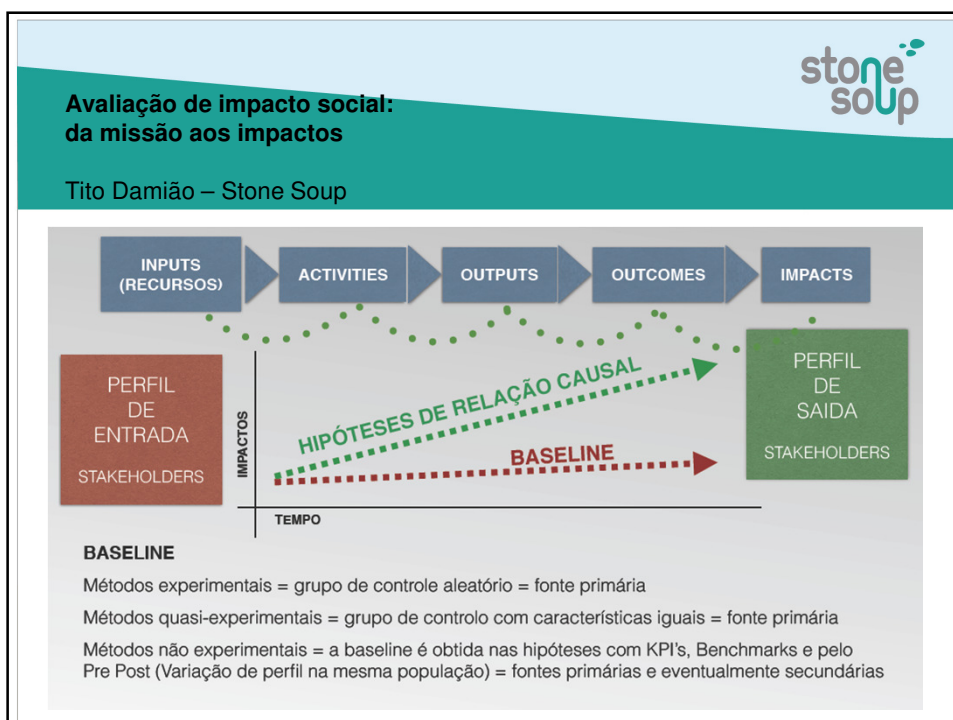 stone
soup
Avaliação de impacto social:
da missão aos impactos
Tito Damião – Stone Soup
INPUTS
(RECURSOS)
ACTIVITIES
OUTPUTS
OUTCOMES
IMPACTS
PERFIL
DE
ENTRADA
STAKEHOLDERS
IMPACTOS
HIPÓTESES DE RELAÇÃO CAUSAL
BASELINE
TEMPO
PERFIL
DE
SAIDA
STAKEHOLDERS
BASELINE
Métodos experimentais = grupo de controle aleatório = fonte primária
Métodos quasi-experimentais = grupo de controlo com características iguais = fonte primária
Métodos não experimentais = a baseline é obtida nas hipóteses com KPI's, Benchmarks e pelo
Pre Post (Variação de perfil na mesma população) = fontes primárias e eventualmente secundárias